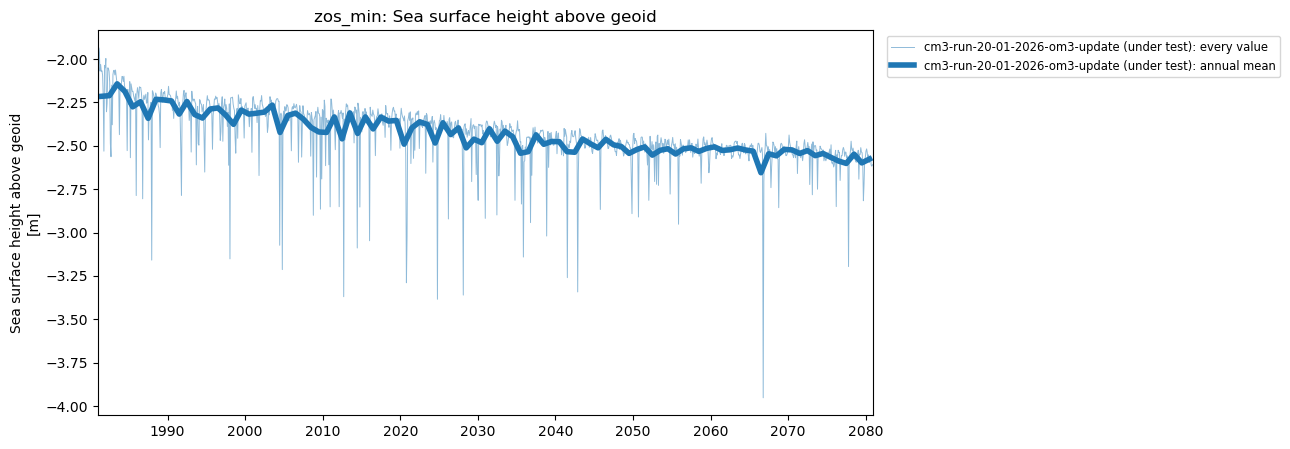 zos_min: Sea surface height above geoid
cm3-run-20-01-2026-om3-update (under test): every value
cm3-run-20-01-2026-om3-update (under test): annual mean
Sea surface height above geoid
[m]
−2.00
−2.25
−2.50
−2.75
−3.00
−3.25
−3.50
−3.75
−4.00
1990 2000 2010 2020 2030 2040 2050 2060 2070 2080